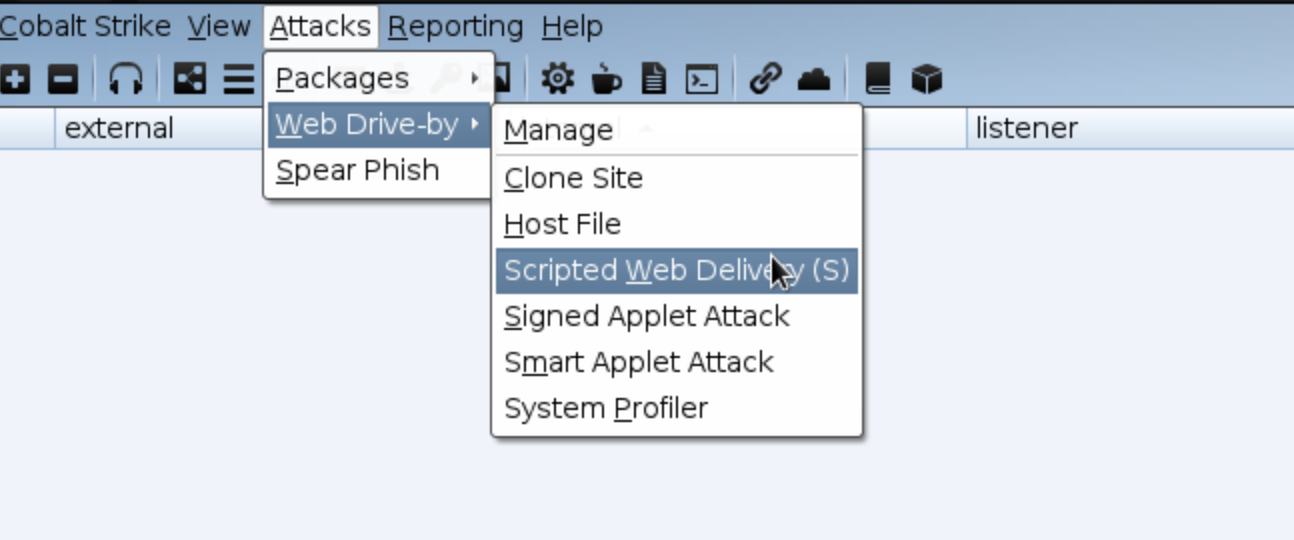 Cobalt Strike View Attacks Reporting Help
Packages
Web Drive-by
Spear Phish
external
listener
Manage
Clone Site
Host File
Scripted Web Delivery (S)
Signed Applet Attack
Smart Applet Attack
System Profiler